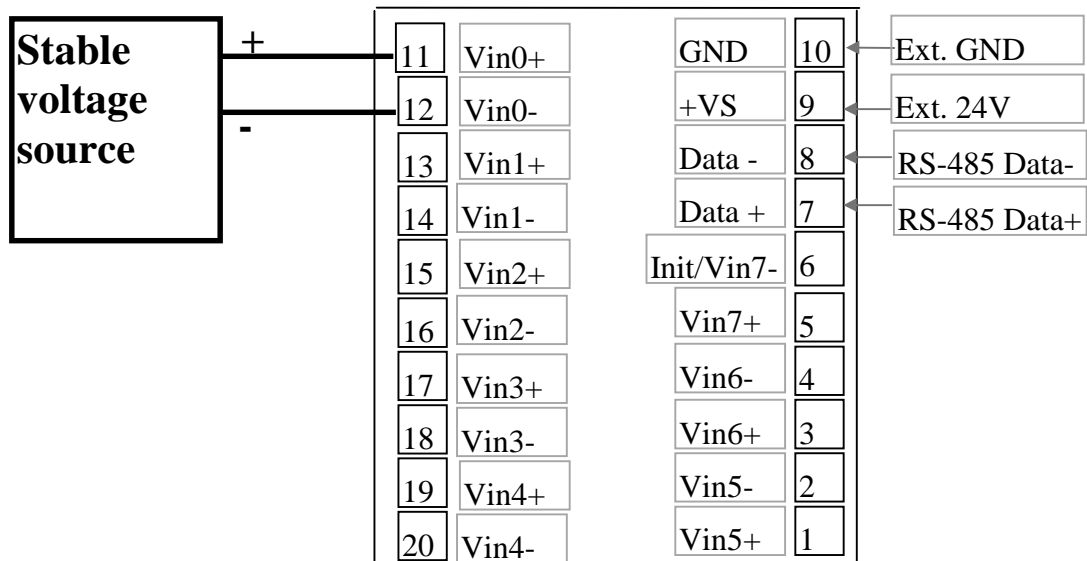 Stable
voltage
source
+
-
11 Vin0+ GND 10 Ext. GND
12 Vin0- +VS 9 Ext. 24V
13 Vin1+ Data - 8 RS-485 Data-
14 Vin1- Data + 7 RS-485 Data+
15 Vin2+ Init/Vin7- 6
16 Vin2- Vin7+ 5
17 Vin3+ Vin6- 4
18 Vin3- Vin6+ 3
19 Vin4+ Vin5- 2
20 Vin4- Vin5+ 1